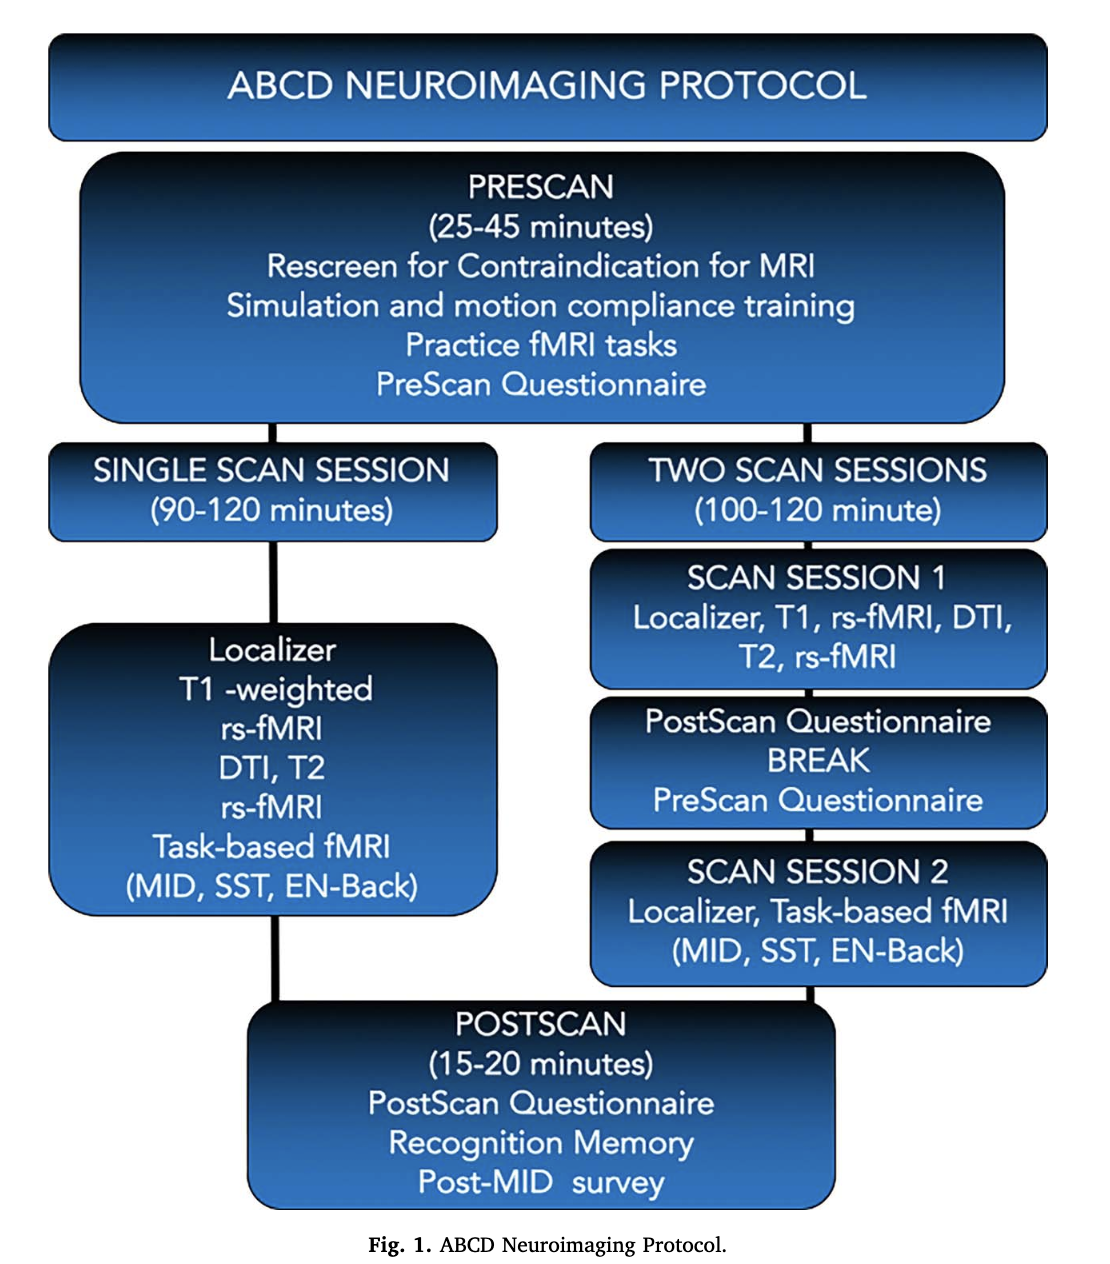 ABCD NEUROIMAGING PROTOCOL
PRESCAN
(25-45 minutes)
Rescreen for Contraindication for MRI
Simulation and motion compliance training
Practice fMRI tasks
PreScan Questionnaire
SINGLE SCAN SESSION
(90-120 minutes)
Localizer
T1 -weighted
rs-fMRI
DTI, T2
rs-fMRI
Task-based fMRI
(MID, SST, EN-Back)
TWO SCAN SESSIONS
(100-120 minute)
SCAN SESSION 1
Localizer, T1, rs-fMRI, DTI,
T2, rs-fMRI
PostScan Questionnaire
BREAK
PreScan Questionnaire
SCAN SESSION 2
Localizer, Task-based fMRI
(MID, SST, EN-Back)
POSTSCAN
(15-20 minutes)
PostScan Questionnaire
Recognition Memory
Post-MID  survey
Fig. 1. ABCD Neuroimaging Protocol.